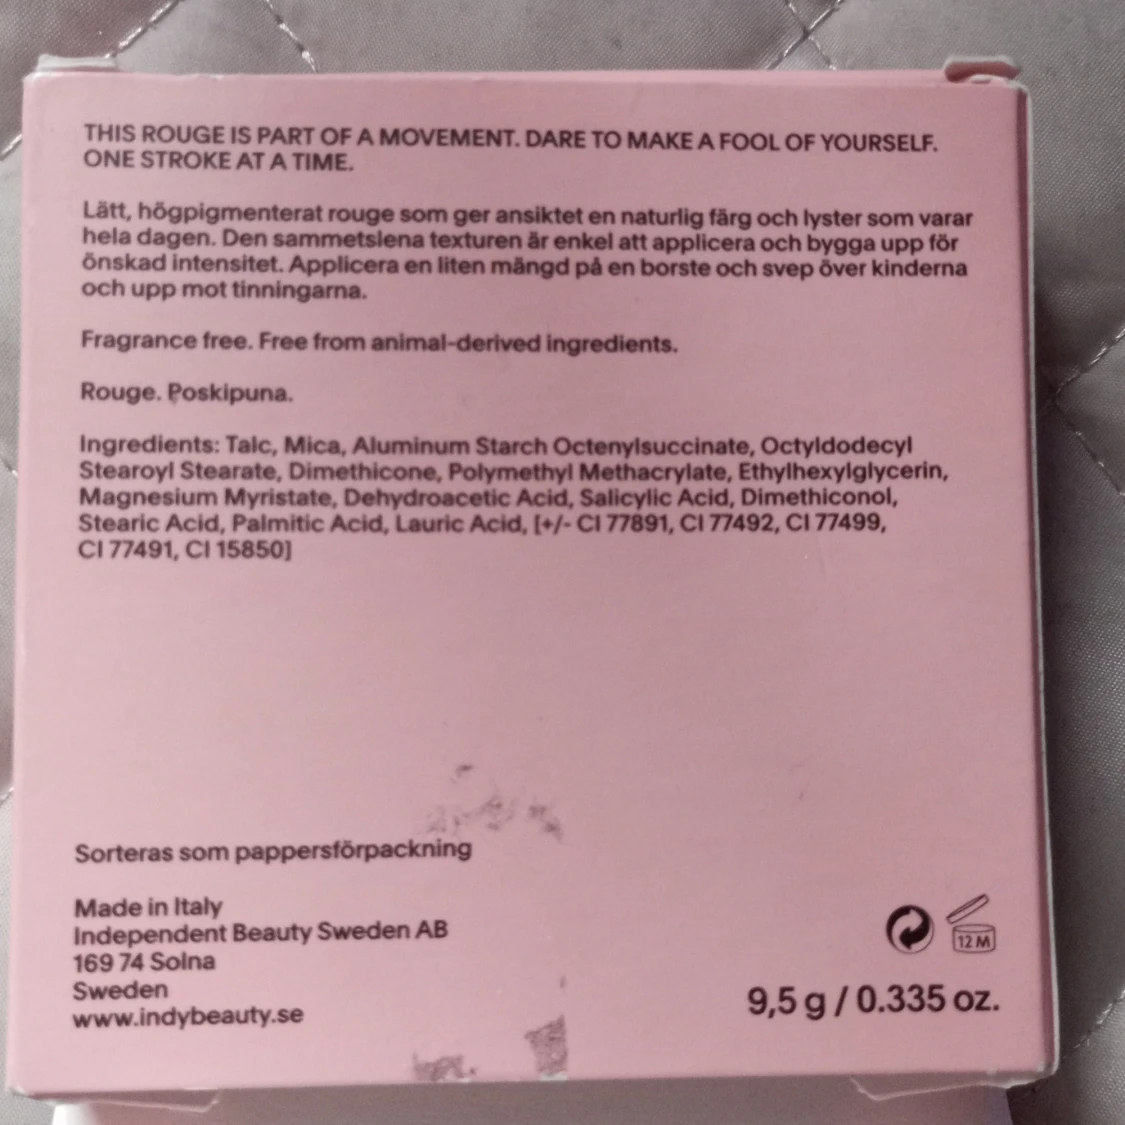 THIS ROUGE IS PART OF A MOVEMENT. DARE TO MAKE A FOOL OF YOURSELF.
ONE STROKE AT A TIME.
Lätt, högpigmenterat rouge som ger ansiktet en naturlig färg och lyster som varar
hela dagen. Den sammetslena texturen är enkel att applicera och bygga upp för
önskad intensitet. Applicera en liten mängd på en borste och svep över kinderna
och upp mot tinningarna.
Fragrance free. Free from animal-derived ingredients.
Rouge. Poskipuna.
Ingredients: Talc, Mica, Aluminum Starch Octenylsuccinate, Octyldodecyl
Stearoyl Stearate, Dimethicone, Polymethyl Methacrylate, Ethylhexylglycerin,
Magnesium Myristate, Dehydroacetic Acid, Salicylic Acid, Dimethiconol,
Stearic Acid, Palmitic Acid, Lauric Acid, [+/- CI 77891, CI 77492, CI 77499,
CI 77491, CI 15850]
Sorteras som pappersförpackning
Made in Italy
Independent Beauty Sweden AB
169 74 Solna
Sweden
www.indybeauty.se
12 M
9,5 g / 0.335 oz.